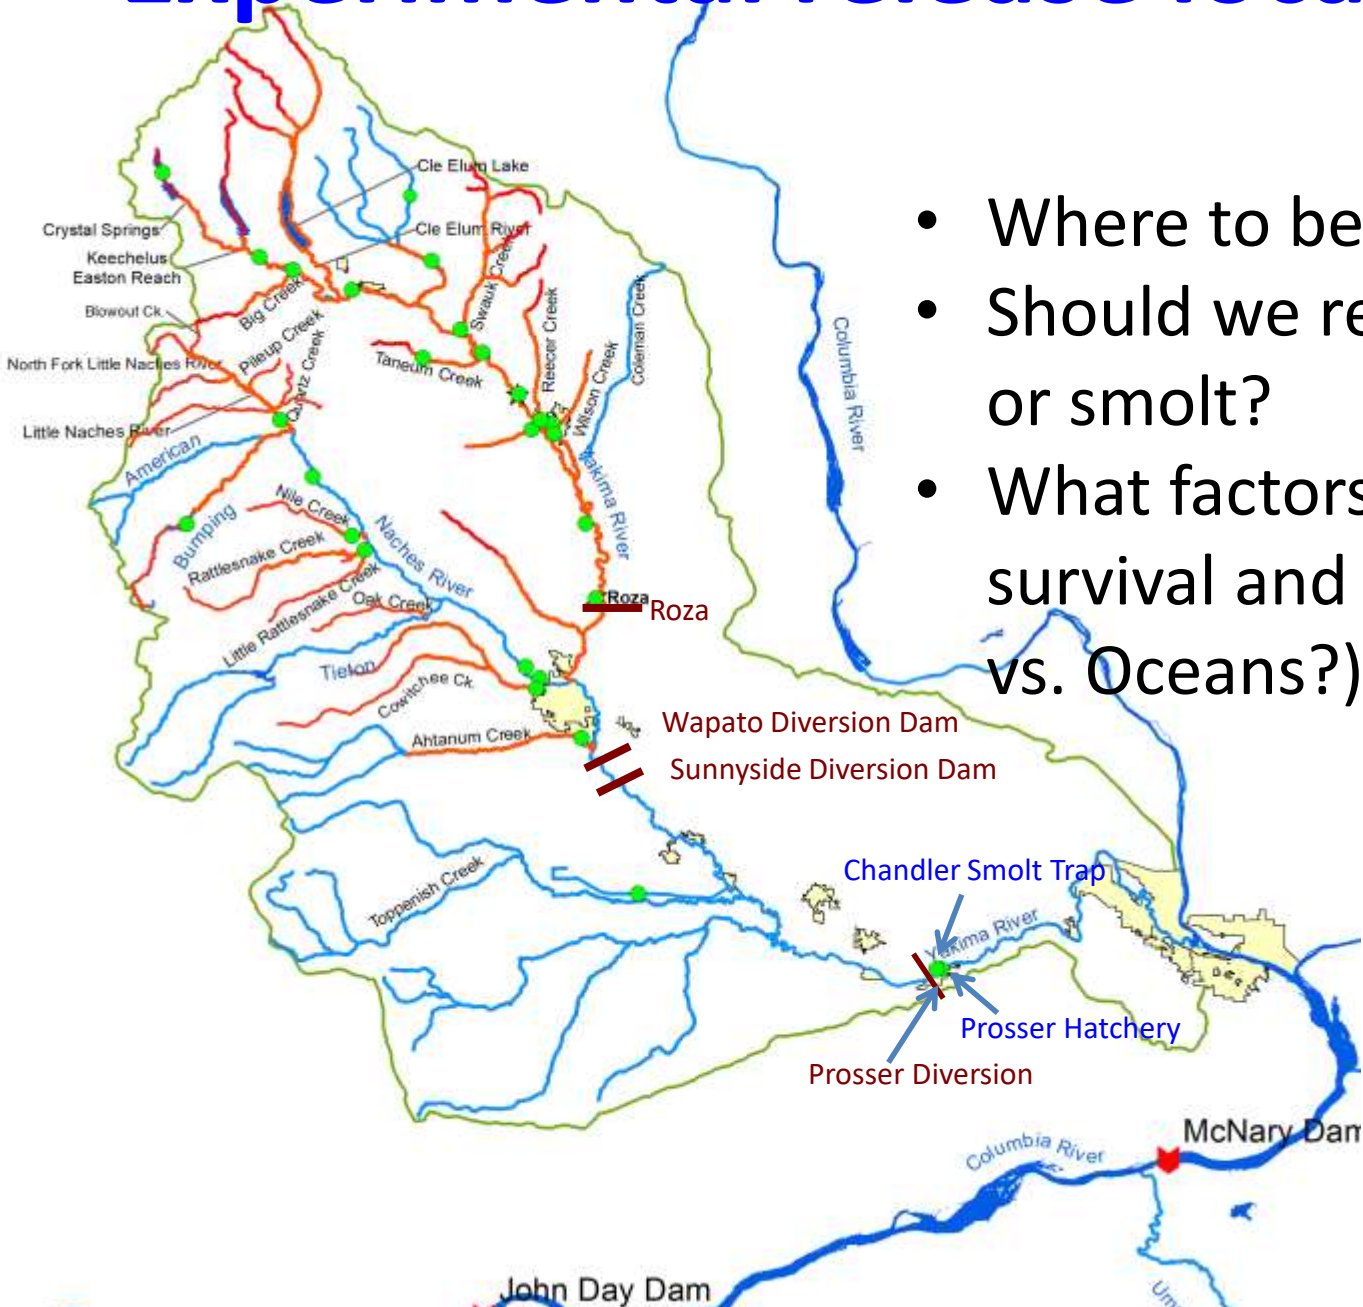 Experimental release loca
• Where to be
• Should we re
or smolt?
• What factors
survival and
vs. Oceans?)
Cle Elum Lake
Crystal Springs
Cle Elum River
Keechelus
Easton Reach
Blowout Ck.
Big Creek
Swauk Creek
Coleman Creek
Reecer Creek
Columbia River
Pileup Creek
North Fork Little Naches River
Quartz Creek
Taneum Creek
Wilson Creek
Little Naches River
American
Yakima River
Nile Creek
Bumping
Naches River
Rattlesnake Creek
Little Rattlesnake Creek
Oak Creek
Roza
Roza
Tieton
Cowitchee Ck.
Ahtanum Creek
Wapato Diversion Dam
Sunnyside Diversion Dam
Toppenish Creek
Chandler Smolt Trap
Yakima River
Prosser Hatchery
Prosser Diversion
McNary Dam
Columbia River
John Day Dam
Um